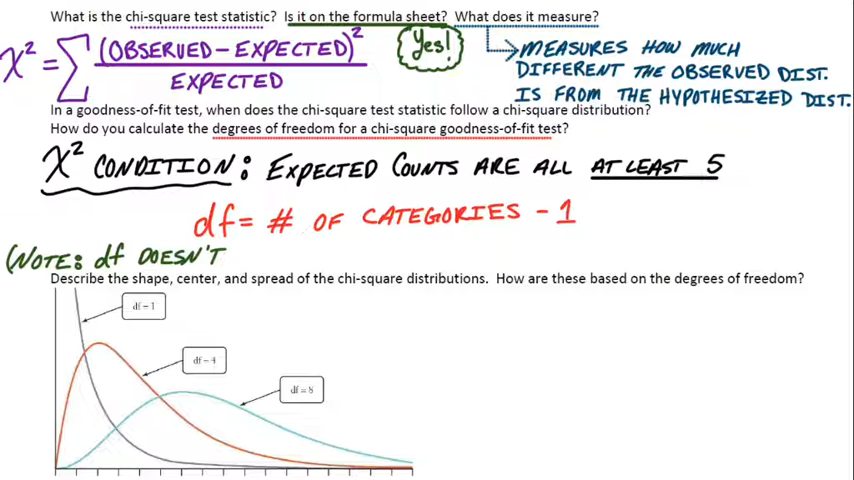 What is the chi-square test statistic? Is it on the formula sheet? What does it measure?
χ² = ∑ (OBSERVED - EXPECTED)² / EXPECTED
Yes!
MEASURES HOW MUCH
DIFFERENT THE OBSERVED DIST.
IS FROM THE HYPOTHESIZED DIST.
In a goodness-of-fit test, when does the chi-square test statistic follow a chi-square distribution?
How do you calculate the degrees of freedom for a chi-square goodness-of-fit test?
χ² CONDITION: EXPECTED COUNTS ARE ALL AT LEAST 5
df = # OF CATEGORIES - 1
(NOTE: df DOESN'T
Describe the shape, center, and spread of the chi-square distributions. How are these based on the degrees of freedom?
df = 1
df = 4
df = 8